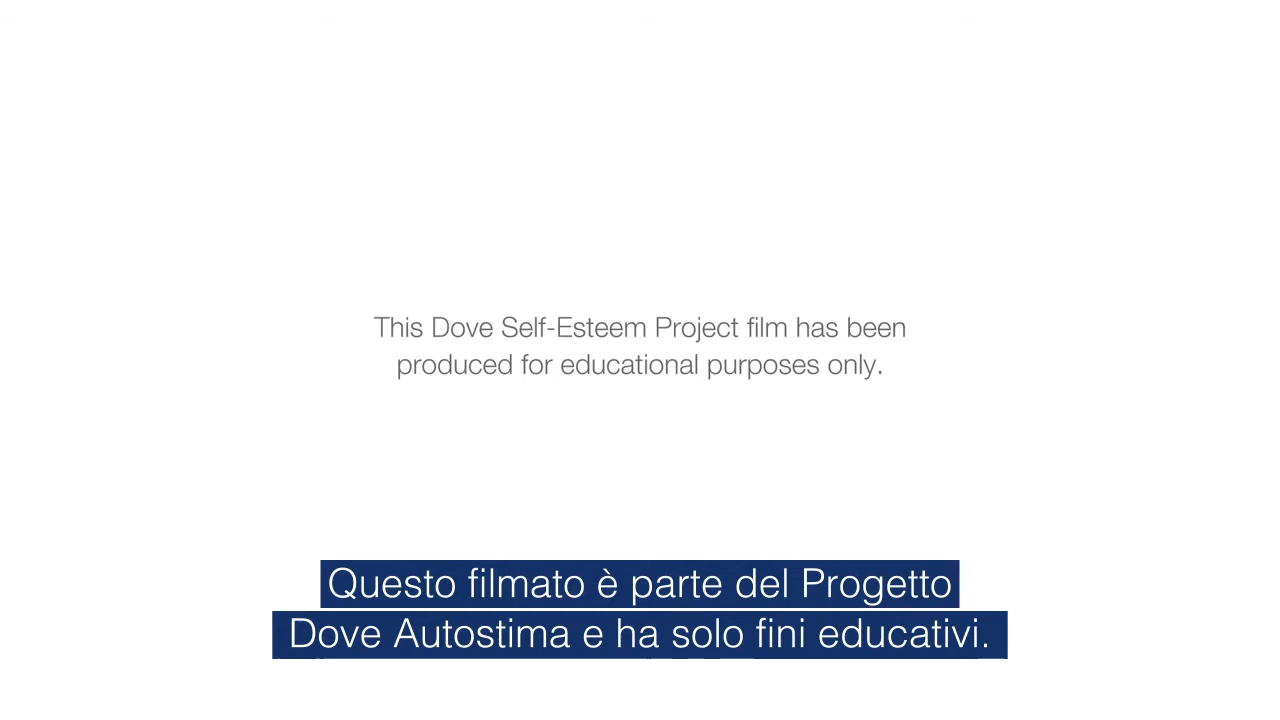 This Dove Self-Esteem Project film has been
produced for educational purposes only.
Questo filmato è parte del Progetto
Dove Autostima e ha solo fini educativi.